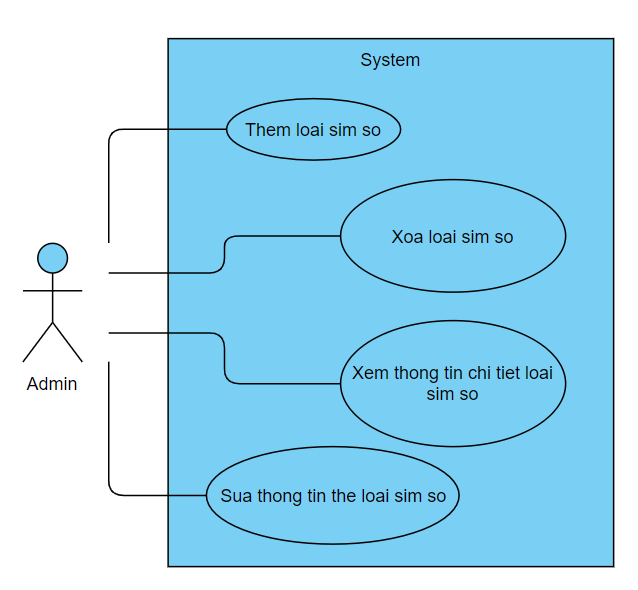 System
Them loai sim so
Xoa loai sim so
Xem thong tin chi tiet loai
sim so
Admin
Sua thong tin the loai sim so